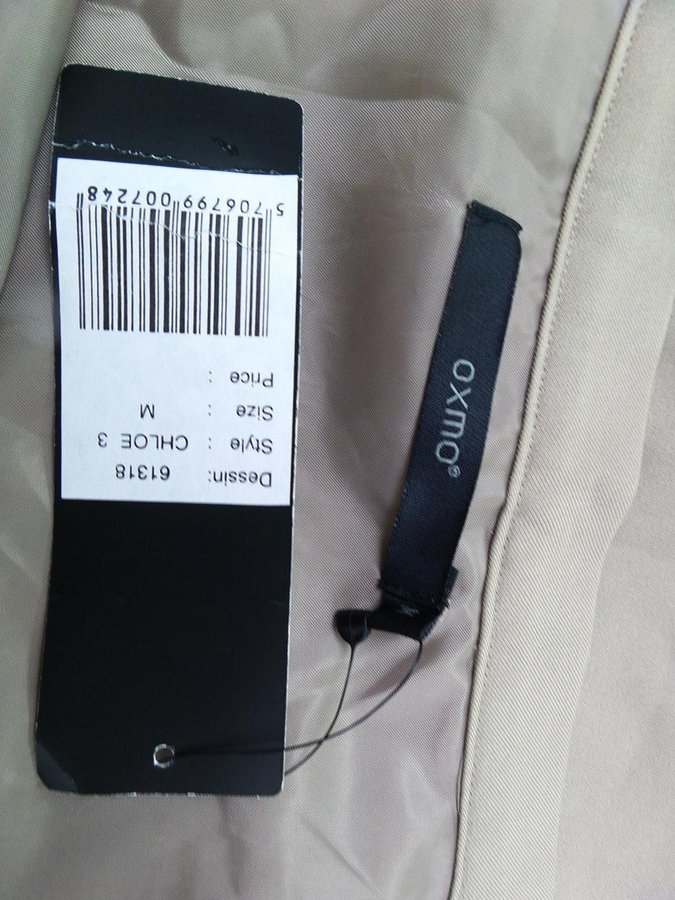 Dessin: 61318
Style : CHLOE 3
Size : M
Price :
5 706799 007248
oxmo®